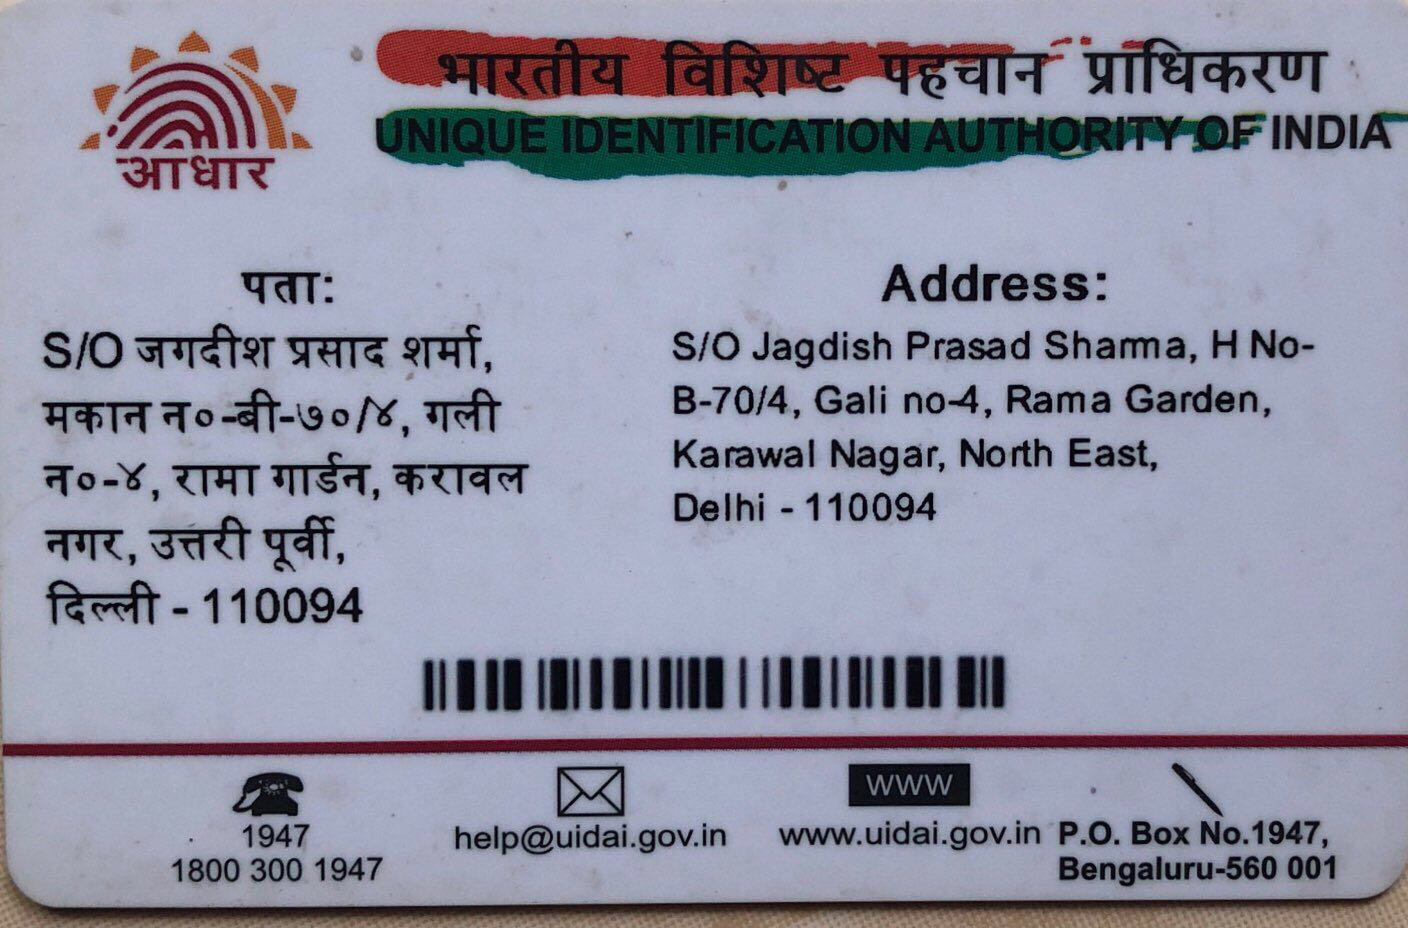 आधार
भारतीय विशिष्ट पहचान प्राधिकरण
UNIQUE IDENTIFICATION AUTHORITY OF INDIA
पता:
S/O जगदीश प्रसाद शर्मा,
मकान न०-बी-७०/४, गली
न०-४, रामा गार्डन, करावल
नगर, उत्तरी पूर्वी,
दिल्ली - 110094
Address:
S/O Jagdish Prasad Sharma, H No-
B-70/4, Gali no-4, Rama Garden,
Karawal Nagar, North East,
Delhi - 110094
1947
1800 300 1947
help@uidai.gov.in
www
www.uidai.gov.in
P.O. Box No.1947,
Bengaluru-560 001